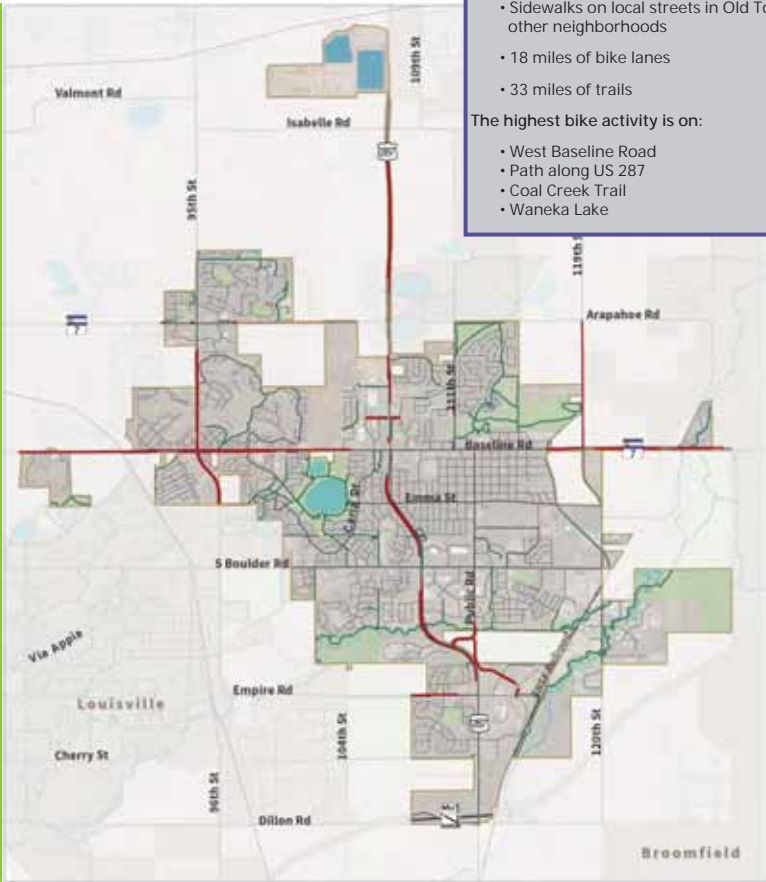 • Sidewalks on local streets in Old To
other neighborhoods
• 18 miles of bike lanes
• 33 miles of trails
The highest bike activity is on:
• West Baseline Road
• Path along US 287
• Coal Creek Trail
• Waneka Lake
109th St
Valmont Rd
Isabelle Rd
287
95th St
119th S
Arapahoe Rd
7
111th St
Baseline Rd
7
Emma St
S Boulder Rd
Public Rd
Via Appia
Empire Rd
Louisville
104th St
120th St
Cherry St
96th St
Dillon Rd
Broomfield